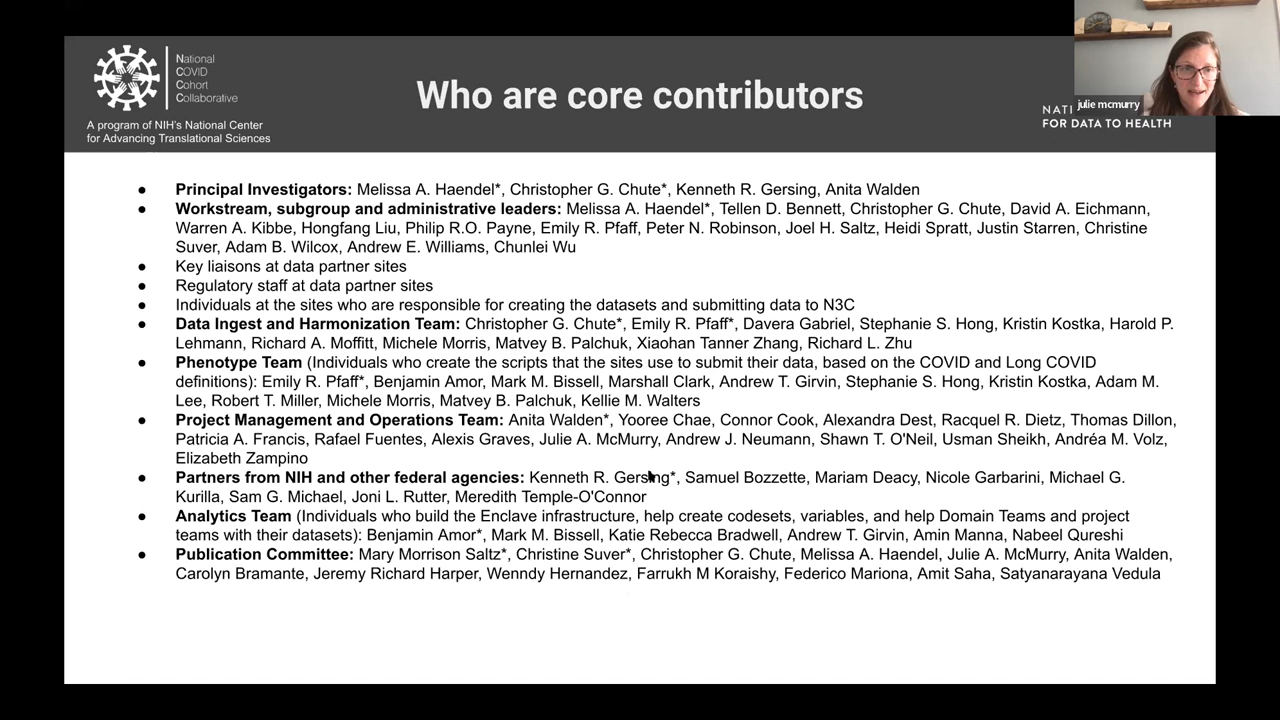 National
COVID
Cohort
Collaborative
A program of NIH's National Center
for Advancing Translational Sciences
Who are core contributors
julie mcmurry
FOR DATA TO HEALTH
● Principal Investigators: Melissa A. Haendel*, Christopher G. Chute*, Kenneth R. Gersing, Anita Walden
● Workstream, subgroup and administrative leaders: Melissa A. Haendel*, Tellen D. Bennett, Christopher G. Chute, David A. Eichmann,
Warren A. Kibbe, Hongfang Liu, Philip R.O. Payne, Emily R. Pfaff, Peter N. Robinson, Joel H. Saltz, Heidi Spratt, Justin Starren, Christine
Suver, Adam B. Wilcox, Andrew E. Williams, Chunlei Wu
● Key liaisons at data partner sites
● Regulatory staff at data partner sites
● Individuals at the sites who are responsible for creating the datasets and submitting data to N3C
● Data Ingest and Harmonization Team: Christopher G. Chute*, Emily R. Pfaff*, Davera Gabriel, Stephanie S. Hong, Kristin Kostka, Harold P.
Lehmann, Richard A. Moffitt, Michele Morris, Matvey B. Palchuk, Xiaohan Tanner Zhang, Richard L. Zhu
● Phenotype Team (Individuals who create the scripts that the sites use to submit their data, based on the COVID and Long COVID
definitions): Emily R. Pfaff*, Benjamin Amor, Mark M. Bissell, Marshall Clark, Andrew T. Girvin, Stephanie S. Hong, Kristin Kostka, Adam M.
Lee, Robert T. Miller, Michele Morris, Matvey B. Palchuk, Kellie M. Walters
● Project Management and Operations Team: Anita Walden*, Yooree Chae, Connor Cook, Alexandra Dest, Racquel R. Dietz, Thomas Dillon,
Patricia A. Francis, Rafael Fuentes, Alexis Graves, Julie A. McMurry, Andrew J. Neumann, Shawn T. O'Neil, Usman Sheikh, Andréa M. Volz,
Elizabeth Zampino
● Partners from NIH and other federal agencies: Kenneth R. Gersing*, Samuel Bozzette, Mariam Deacy, Nicole Garbarini, Michael G.
Kurilla, Sam G. Michael, Joni L. Rutter, Meredith Temple-O'Connor
● Analytics Team (Individuals who build the Enclave infrastructure, help create codesets, variables, and help Domain Teams and project
teams with their datasets): Benjamin Amor*, Mark M. Bissell, Katie Rebecca Bradwell, Andrew T. Girvin, Amin Manna, Nabeel Qureshi
● Publication Committee: Mary Morrison Saltz*, Christine Suver*, Christopher G. Chute, Melissa A. Haendel, Julie A. McMurry, Anita Walden,
Carolyn Bramante, Jeremy Richard Harper, Wenndy Hernandez, Farrukh M Koraishy, Federico Mariona, Amit Saha, Satyanarayana Vedula